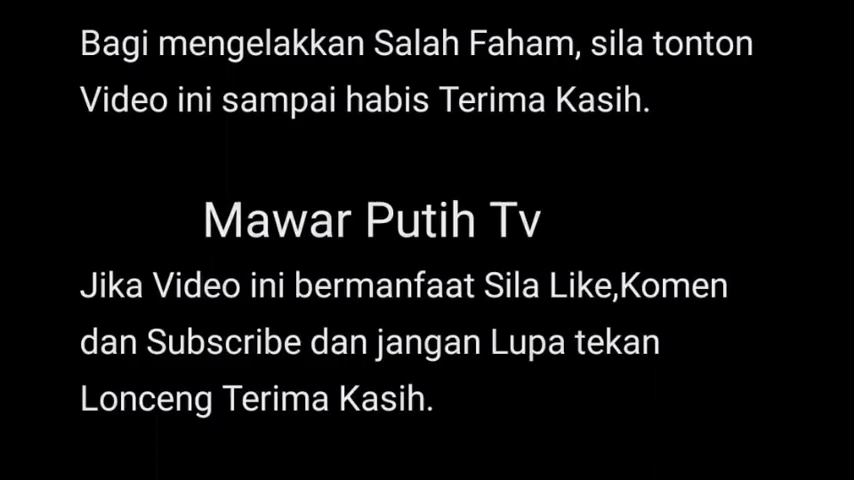 Bagi mengelakkan Salah Faham, sila tonton
Video ini sampai habis Terima Kasih.
Mawar Putih Tv
Jika Video ini bermanfaat Sila Like,Komen
dan Subscribe dan jangan Lupa tekan
Lonceng Terima Kasih.